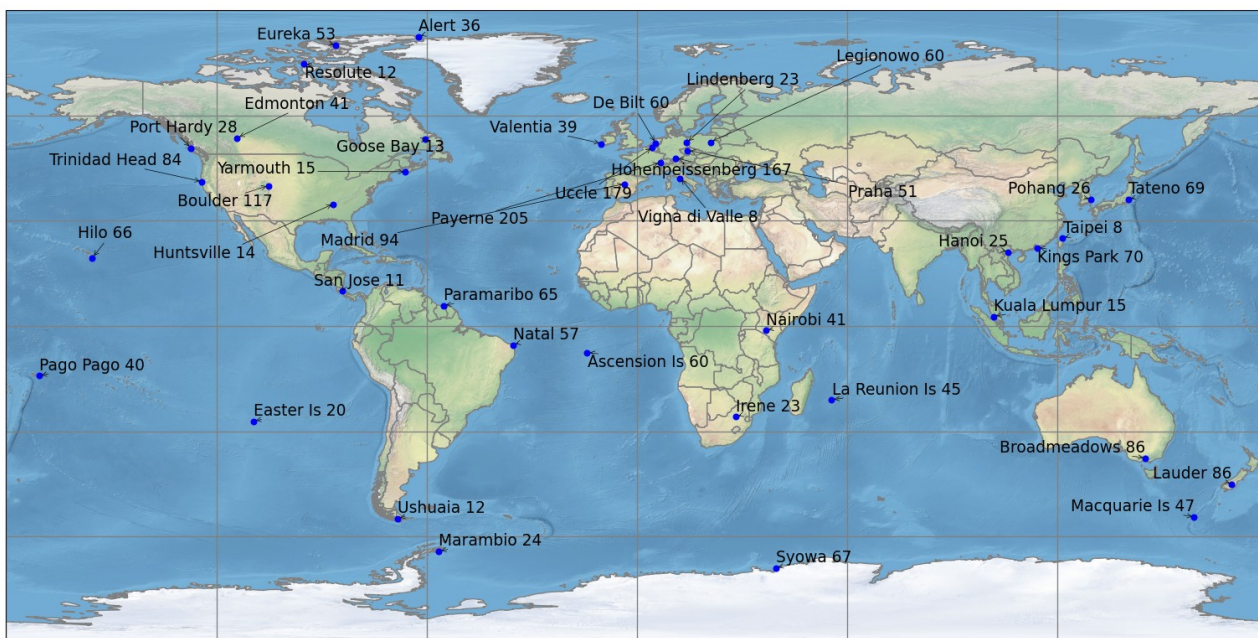 Alert 36
Eureka 53
Legionowo 60
Resolute 12
Lindenberg 23
Edmonton 41
De Bilt 60
Port Hardy 28
Valentia 39
Goose Bay 13
Trinidad Head 84
Yarmouth 15
Hohenpeissenberg 167
Boulder 117
Uccle 179
Praha 51
Pohang 26
Tateno 69
Payerne 205
Vigna di Valle 8
Hilo 66
Taipei 8
Madrid 94
Hanoi 25
Huntsville 14
Kings Park 70
San Jose 11
Paramaribo 65
Kuala Lumpur 15
Nairobi 41
Natal 57
Ascension Is 60
Pago Pago 40
La Reunion Is 45
Easter Is 20
Irene 23
Broadmeadows 86
Lauder 86
Ushuaia 12
Macquarie Is 47
Marambio 24
Syowa 67